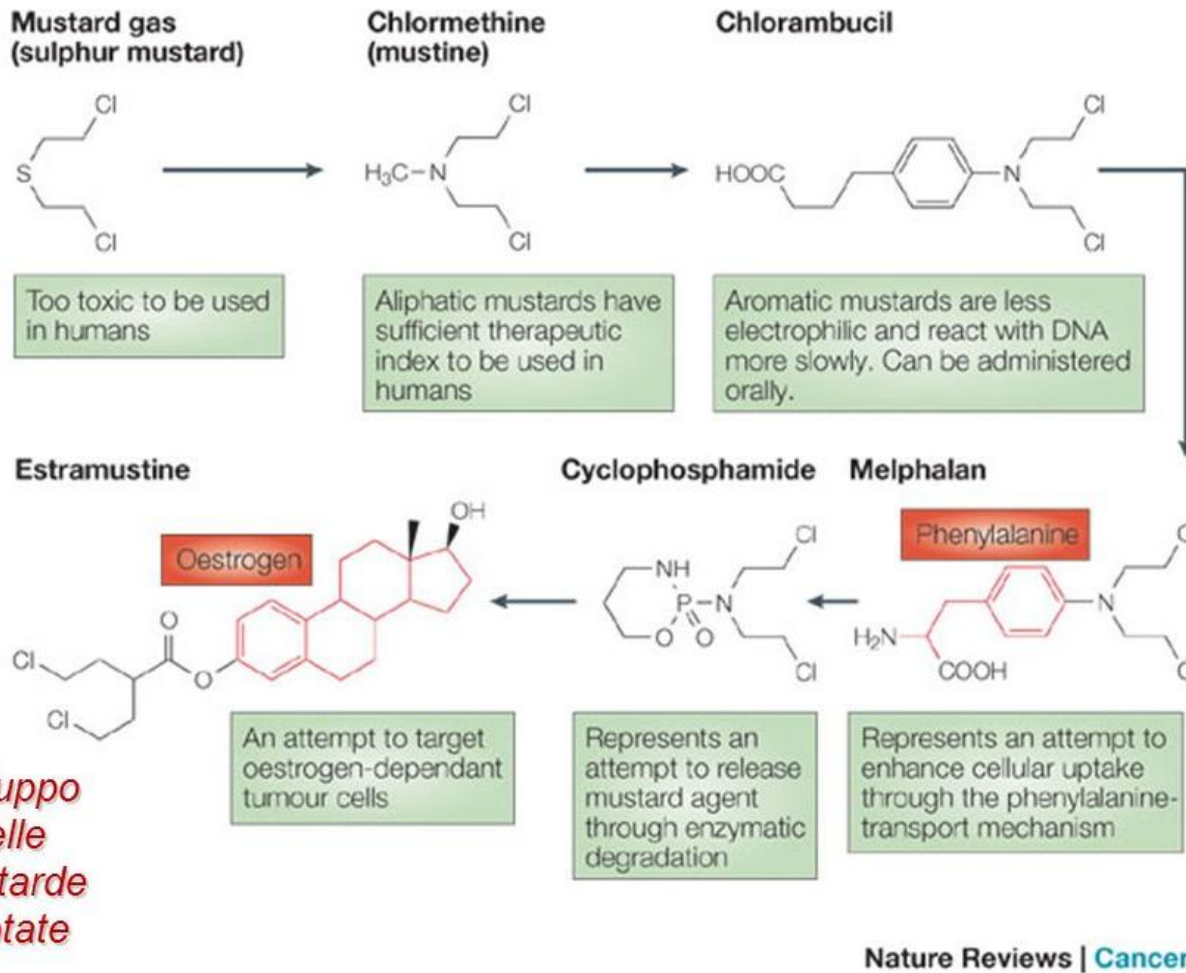 Mustard gas
(sulphur mustard)
Chlormethine
(mustine)
Chlorambucil
Cl
S
Cl
Cl
H₃C-N
Cl
HOOC
Cl
N
Cl
Too toxic to be used
in humans
Aliphatic mustards have
sufficient therapeutic
index to be used in
humans
Aromatic mustards are less
electrophilic and react with DNA
more slowly. Can be administered
orally.
Estramustine
Cyclophosphamide
Melphalan
Oestrogen
OH
O
O
Cl
Cl
NH
P-N
O
O
Cl
Cl
Phenylalanine
N
H₂N
COOH
An attempt to target
oestrogen-dependant
tumour cells
Represents an
attempt to release
mustard agent
through enzymatic
degradation
Represents an attempt to
enhance cellular uptake
through the phenylalanine-
transport mechanism
uppo
elle
tarde
tate
Nature Reviews | Cancer